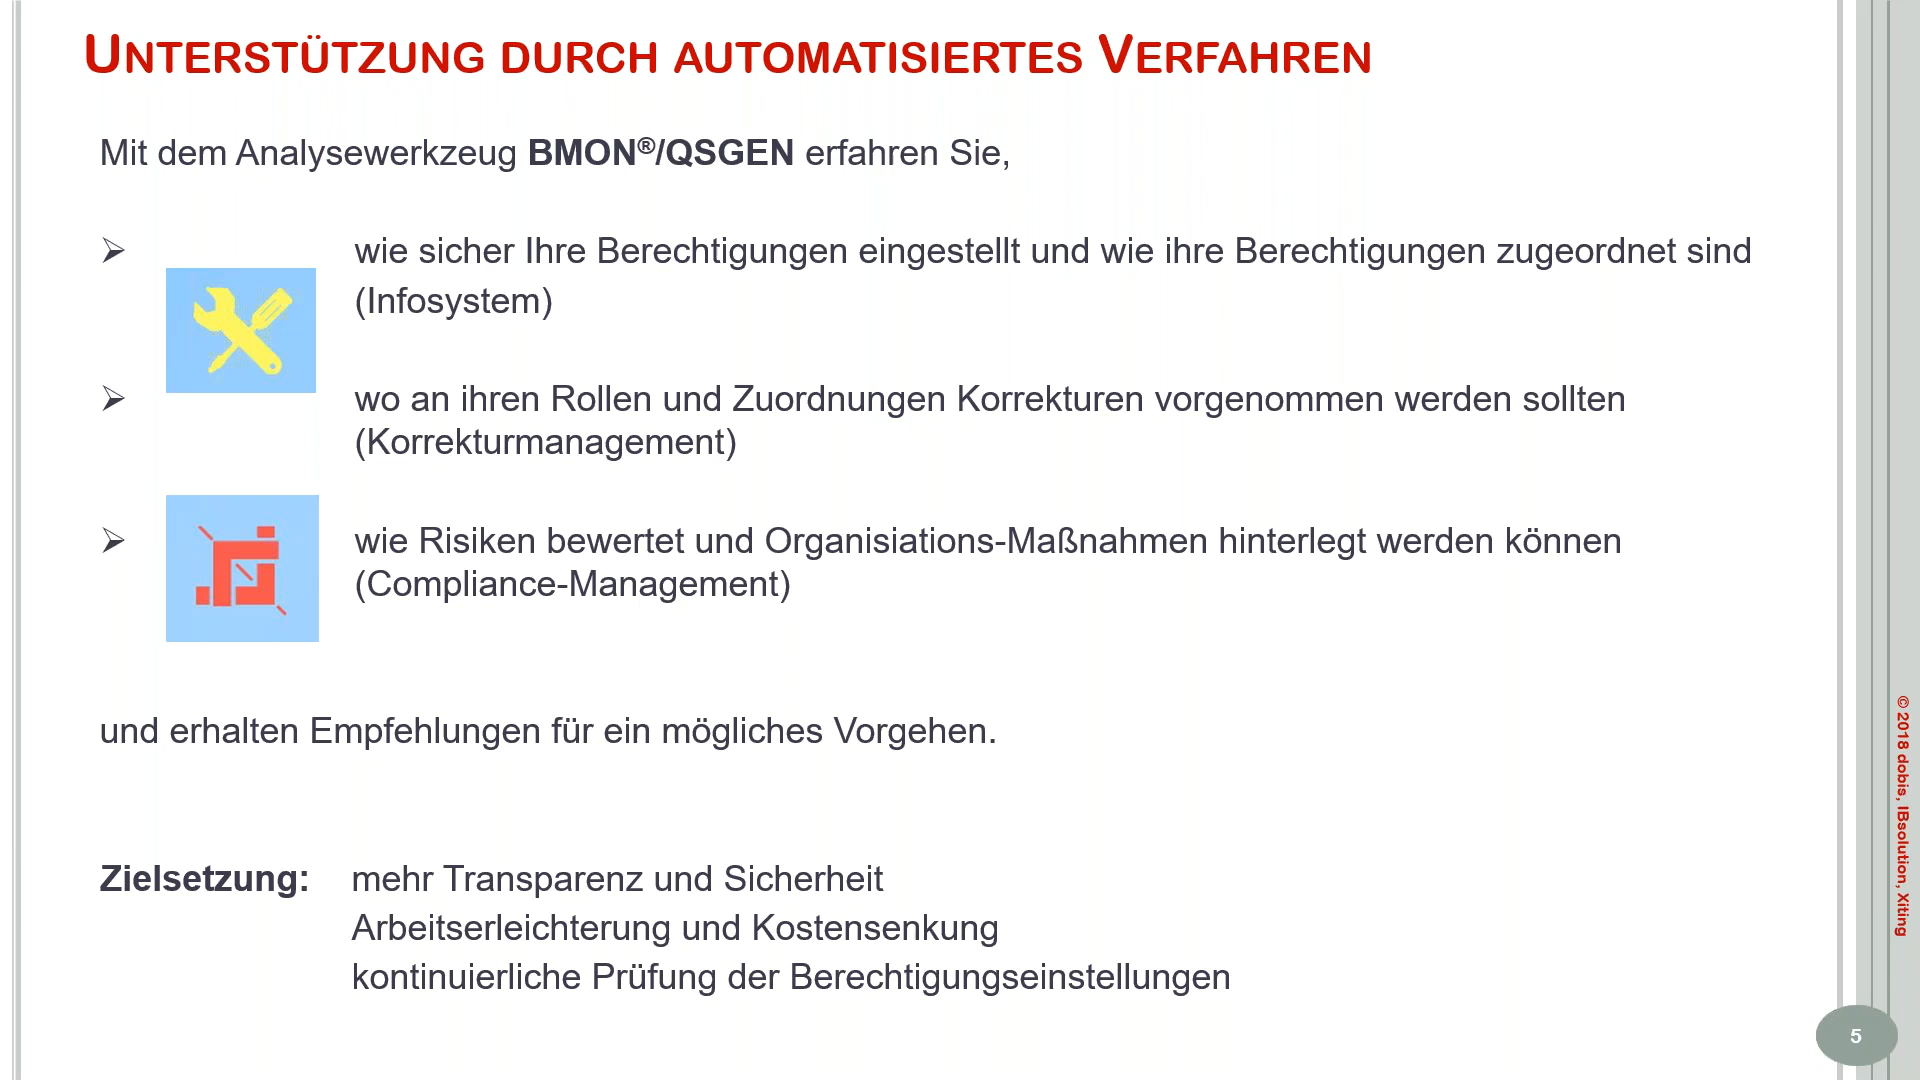 Unterstützung durch automatisiertes Verfahren
Mit dem Analysewerkzeug BMON®/QSGEN erfahren Sie,
➢ wie sicher Ihre Berechtigungen eingestellt und wie ihre Berechtigungen zugeordnet sind
(Infosystem)
➢ wo an ihren Rollen und Zuordnungen Korrekturen vorgenommen werden sollten
(Korrekturmanagement)
➢ wie Risiken bewertet und Organisiations-Maßnahmen hinterlegt werden können
(Compliance-Management)
und erhalten Empfehlungen für ein mögliches Vorgehen.
Zielsetzung: mehr Transparenz und Sicherheit
Arbeitserleichterung und Kostensenkung
kontinuierliche Prüfung der Berechtigungseinstellungen
© 2018 dobis, IBsolution, Xiting
5